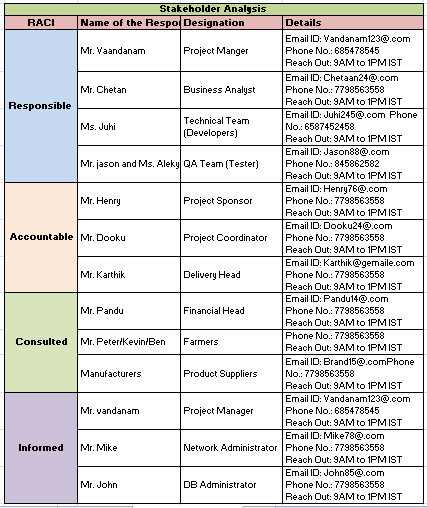 Stakeholder Analysis
RACI Name of the Respor Designation Details
Responsible
Mr. Vaandanam Project Manger
Email ID: Vandanam123@.com
Phone No.: 685478545
Reach Out: 9AM to 1PM IST
Mr. Chetan Business Analyst
Email ID: Chetaan24@.com
Phone No.: 7798563558
Reach Out: 9AM to 1PM IST
Ms. Juhi
Technical Team
(Developers)
Email ID: Juhi245@.com Phone
No.: 6587452458
Reach Out: 9AM to 1PM IST
Mr. jason and Ms. Aleky QA Team (Tester)
Email ID: Jason88@.com
Phone No.: 845862582
Reach Out: 9AM to 1PM IST
Accountable
Mr. Henry Project Sponsor
Email ID: Henry76@.com
Phone No.: 7798563558
Reach Out: 9AM to 1PM IST
Mr. Dooku Project Coordinator
Email ID: Dooku24@.com
Phone No.: 7798563558
Reach Out: 9AM to 1PM IST
Mr. Karthik Delivery Head
Email ID: Karthik@gemaile.com
Phone No.: 7798563558
Reach Out: 9AM to 1PM IST
Consulted
Mr. Pandu Financial Head
Email ID: Pandu14@.com
Phone No.: 7798563558
Reach Out: 9AM to 1PM IST
Mr. Peter/Kevin/Ben Farmers
Phone No.: 7798563558
Reach Out: 9AM to 1PM IST
Manufacturers Product Suppliers
Email ID: Brand15@.comPhone
No.: 7798563558
Reach Out: 9AM to 1PM IST
Informed
Mr. vandanam Project Manager
Email ID: Vandanam123@.com
Phone No.: 685478545
Reach Out: 9AM to 1PM IST
Mr. Mike Network Administrator
Email ID: Mike78@.com
Phone No.: 7798563558
Reach Out: 9AM to 1PM IST
Mr. John DB Administrator
Email ID: John85@.com
Phone No.: 7798563558
Reach Out: 9AM to 1PM IST